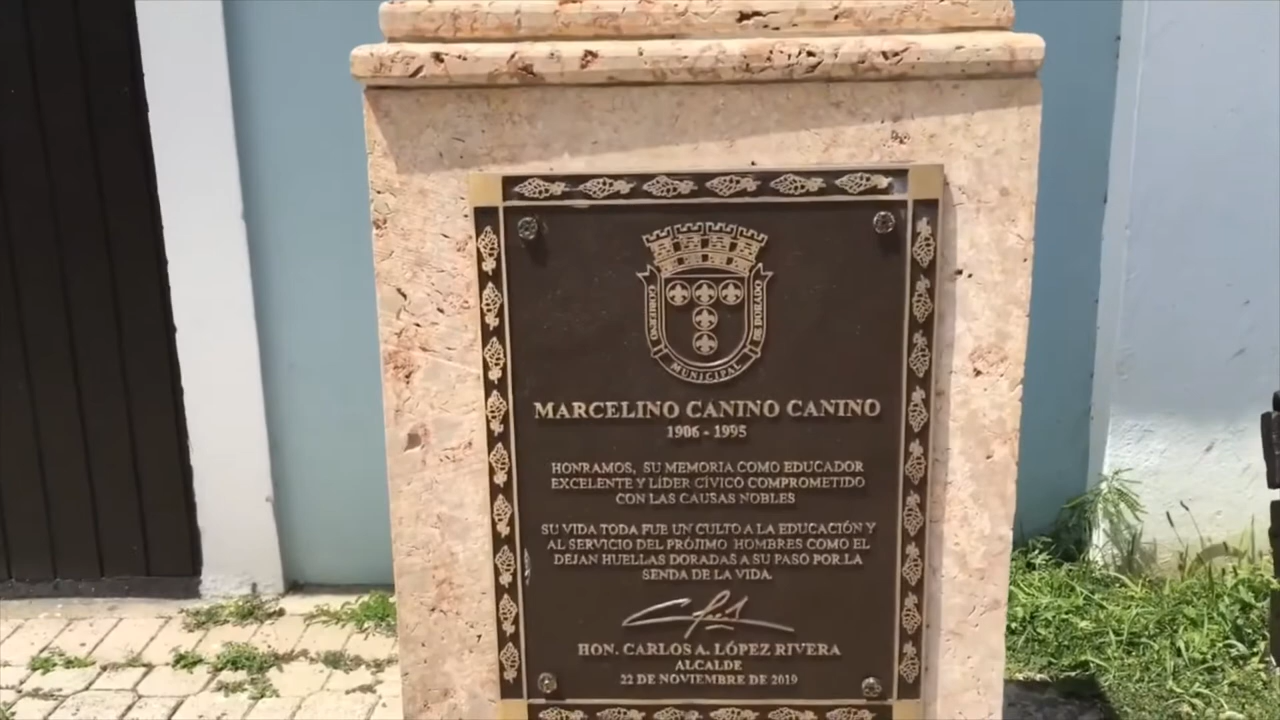 GOBIERNO MUNICIPAL DE DORADO
MARCELINO CANINO CANINO
1906 - 1995
HONRAMOS, SU MEMORIA COMO EDUCADOR
EXCELENTE Y LÍDER CÍVICO COMPROMETIDO
CON LAS CAUSAS NOBLES
SU VIDA TODA FUE UN CULTO A LA EDUCACIÓN Y
AL SERVICIO DEL PRÓJIMO HOMBRES COMO EL
DEJAN HUELLAS DORADAS A SU PASO POR LA
SENDA DE LA VIDA.
HON. CARLOS A. LÓPEZ RIVERA
ALCALDE
22 DE NOVIEMBRE DE 2019